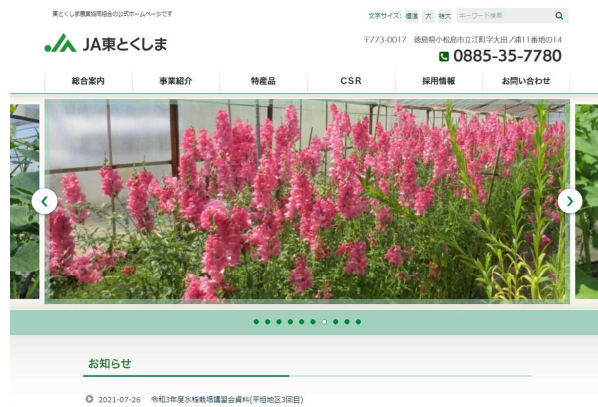 東とくしま農業協同組合の公式ホームページです
文字サイズ: 標準 大 特大 キーワード検索
JA東とくしま
〒773-0017 徳島県小松島市立江町字大田ノ浦11番地の14
0885-35-7780
総合案内 事業紹介 特産品 CSR 採用情報 お問い合わせ
お知らせ
2021-07-26 令和3年度水稲栽培講習会資料(平坦地区3回目)